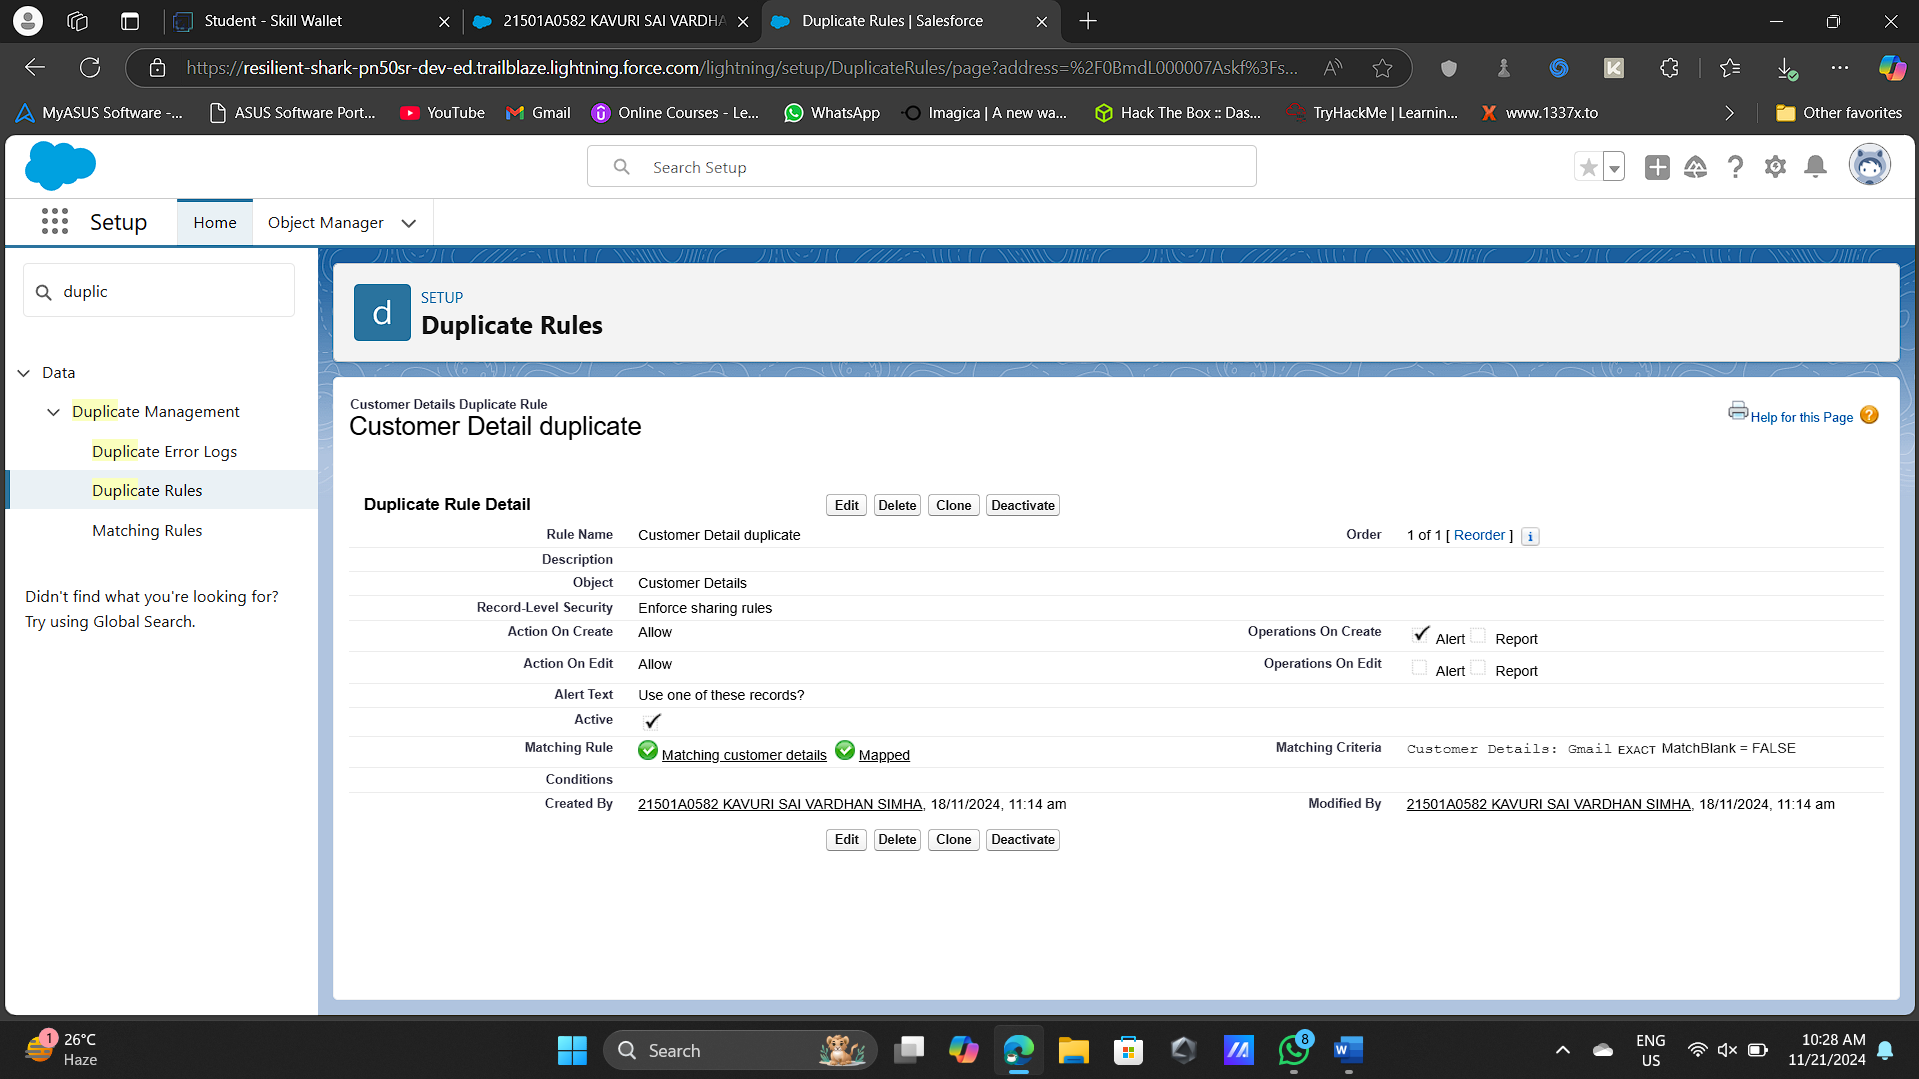 Student - Skill Wallet
21501A0582 KAVURI SAI VARDHA
Duplicate Rules | Salesforce
https://resilient-shark-pn50sr-dev-ed.trailblaze.lightning.force.com/lightning/setup/DuplicateRules/page?address=%2F0BmdL000007Askf%3Fs...
MyASUS Software -...
ASUS Software Port...
YouTube
Gmail
Online Courses - Le...
WhatsApp
Imagica | A new wa...
Hack The Box :: Das...
TryHackMe | Learnin...
www.1337x.to
Other favorites
Search Setup
Setup
Home
Object Manager
duplic
Data
Duplicate Management
Duplicate Error Logs
Duplicate Rules
Matching Rules
Didn't find what you're looking for?
Try using Global Search.
d
SETUP
Duplicate Rules
Customer Details Duplicate Rule
Customer Detail duplicate
Help for this Page ?
Duplicate Rule Detail
Edit Delete Clone Deactivate
Rule Name Customer Detail duplicate Order 1 of 1 [ Reorder ] i
Description
Object Customer Details
Record-Level Security Enforce sharing rules
Action On Create Allow Operations On Create Alert Report
Action On Edit Allow Operations On Edit Alert Report
Alert Text Use one of these records?
Active
Matching Rule Matching customer details Mapped Matching Criteria Customer Details: Gmail EXACT MatchBlank = FALSE
Conditions
Created By 21501A0582 KAVURI SAI VARDHAN SIMHA, 18/11/2024, 11:14 am Modified By 21501A0582 KAVURI SAI VARDHAN SIMHA, 18/11/2024, 11:14 am
Edit Delete Clone Deactivate
1
26°C
Haze
Search
8
ENG
US
10:28 AM
11/21/2024